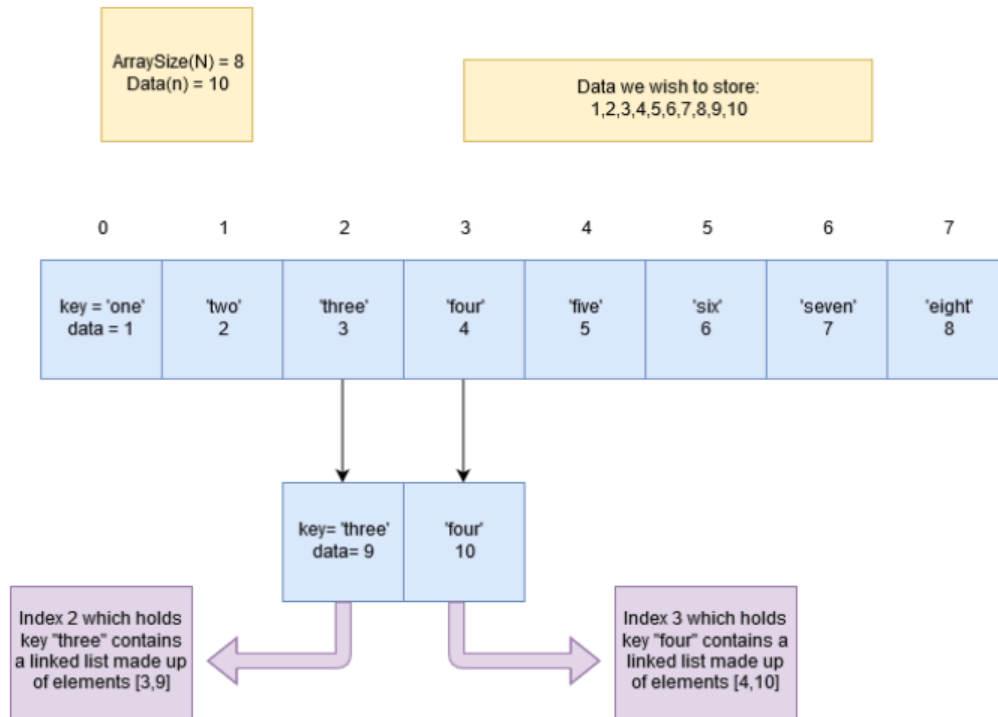 ArraySize(N) = 8
Data(n) = 10
Data we wish to store:
1,2,3,4,5,6,7,8,9,10
0 1 2 3 4 5 6 7
key = 'one' 'two' 'three' 'four' 'five' 'six' 'seven' 'eight'
data = 1 2 3 4 5 6 7 8
key= 'three' 'four'
data= 9 10
Index 2 which holds
key "three" contains
a linked list made up
of elements [3,9]
Index 3 which holds
key "four" contains a
linked list made up
of elements [4,10]